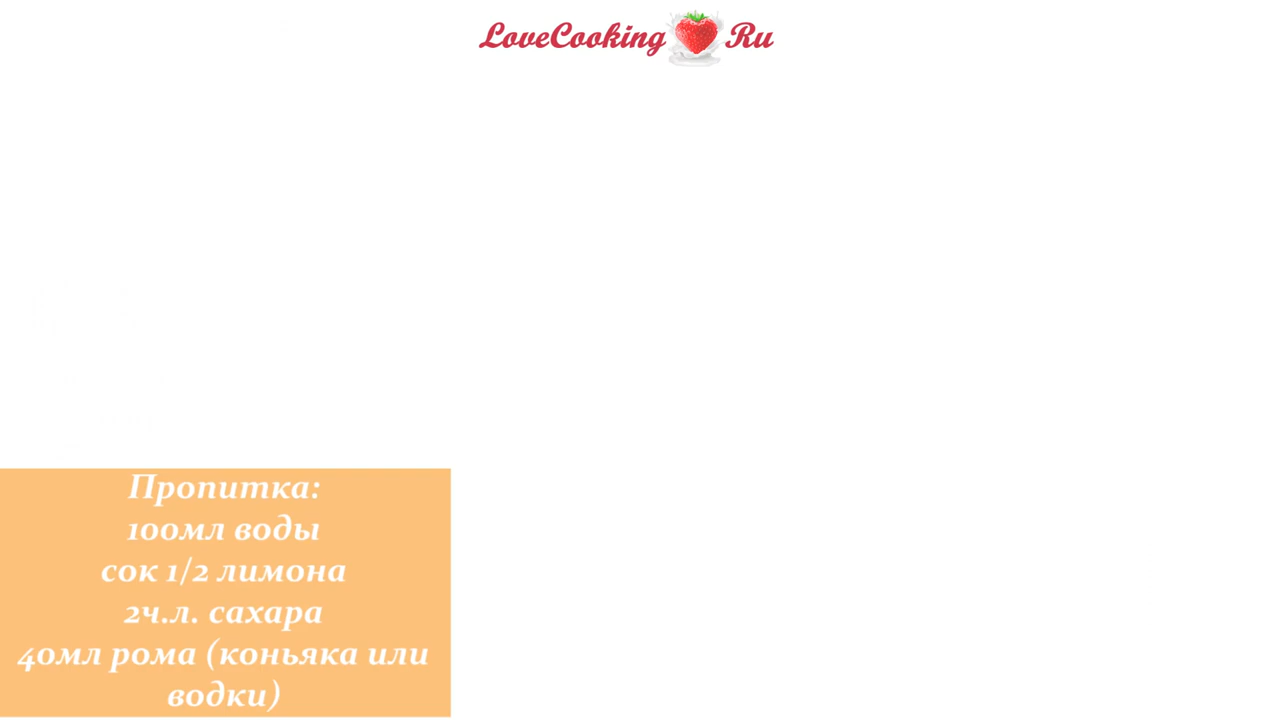 LoveCooking Ru
Пропитка:
100мл воды
сок 1/2 лимона
2ч.л. сахара
40мл рома (коньяка или
водки)